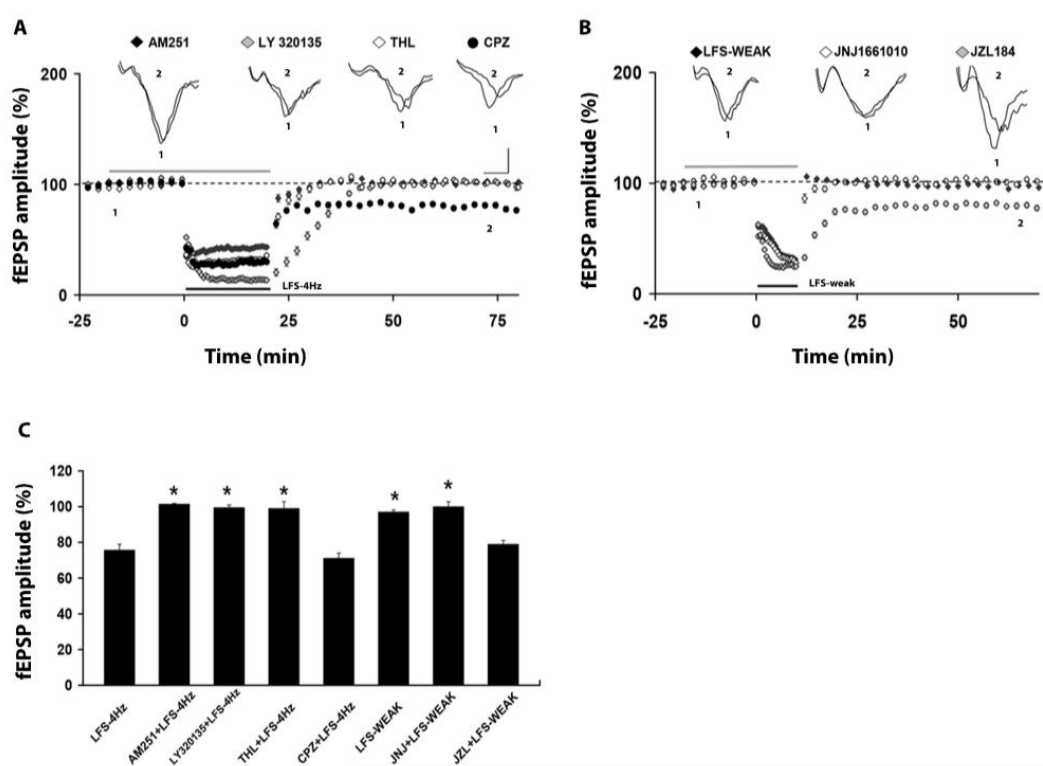 A
AM251 LY 320135 THL CPZ
fEPSP amplitude (%)
200
100
0
2 2 2 2
1 1 1 1
1
2
LFS-4Hz
-25 0 25 50 75
Time (min)
B
LFS-WEAK JNJ1661010 JZL184
fEPSP amplitude (%)
200
100
0
2 2 2
1 1 1
1
2
LFS-weak
-25 0 25 50
Time (min)
C
fEPSP amplitude (%)
120
100
80
60
40
20
0
* * * * *
LFS-4Hz
AM251+LFS-4Hz
LY320135+LFS-4Hz
THL+LFS-4Hz
CPZ+LFS-4Hz
LFS-WEAK
JNJ+LFS-WEAK
JZL+LFS-WEAK